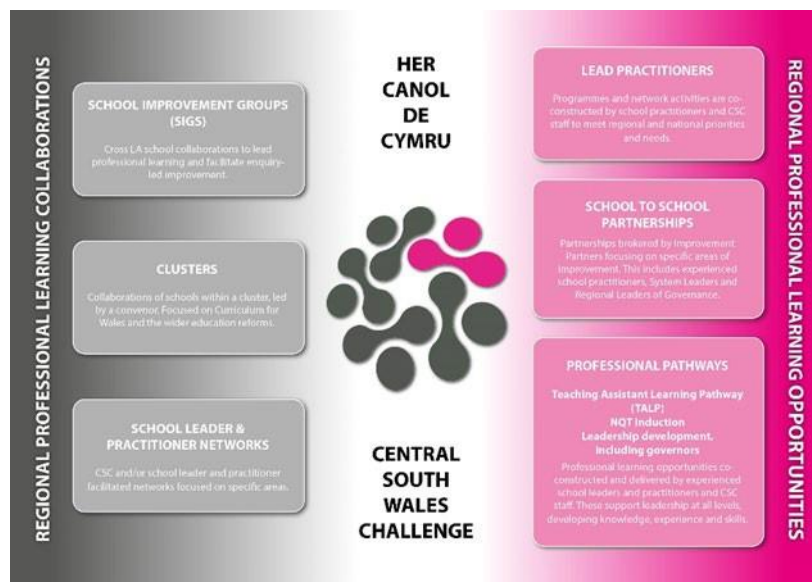 REGIONAL PROFESSIONAL LEARNING COLLABORATIONS
SCHOOL IMPROVEMENT GROUPS
(SIGS)
Cross LA school collaborations to lead
professional learning and facilitate enquiry-
led improvement.
CLUSTERS
Collaborations of schools within a cluster, led
by a convenor. Focused on Curriculum for
Wales and the wider education reforms.
SCHOOL LEADER &
PRACTITIONER NETWORKS
CSC and/or school leader and practitioner
facilitated networks focused on specific areas.
HER
CANOL
DE
CYMRU
CENTRAL
SOUTH
WALES
CHALLENGE
LEAD PRACTITIONERS
Programmes and network activities are co-
constructed by school practitioners and CSC
staff to meet regional and national priorities
and needs.
SCHOOL TO SCHOOL
PARTNERSHIPS
Partnerships brokered by Improvement
Partners focusing on specific areas of
Improvement. This includes experienced
school practitioners, System Leaders and
Regional Leaders of Governance.
PROFESSIONAL PATHWAYS
Teaching Assistant Learning Pathway
(TALP)
NQT Induction
Leadership development,
including governors
Professional learning opportunities co-
constructed and delivered by experienced
school leaders and practitioners and CSC
staff. These support leadership at all levels,
developing knowledge, experience and skills.
REGIONAL PROFESSIONAL LEARNING OPPORTUNITIES